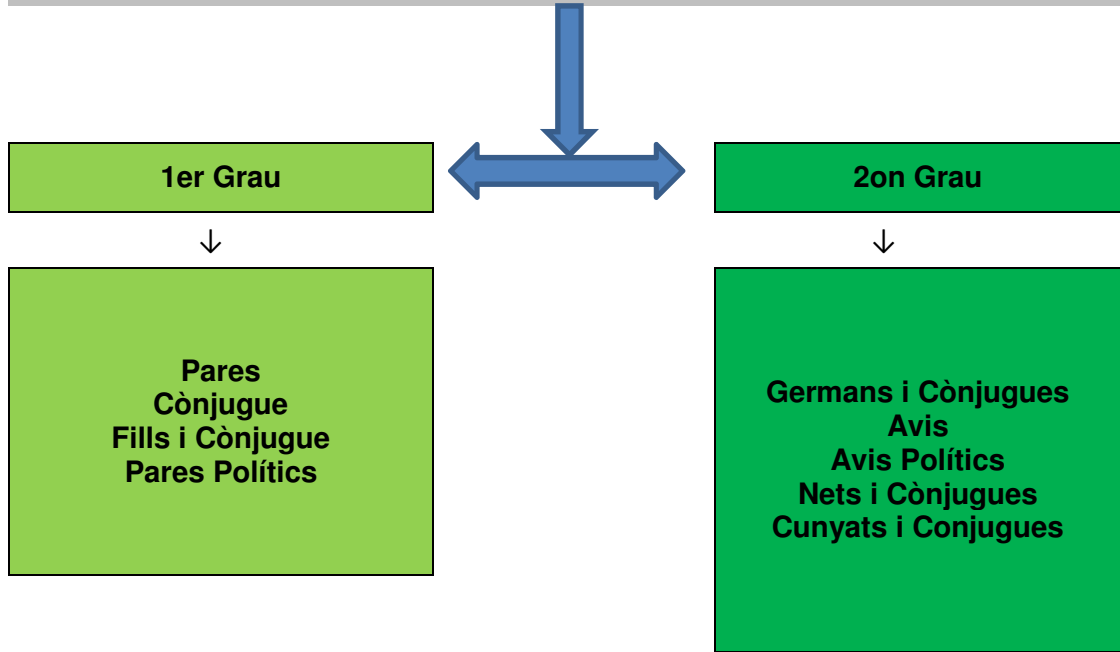 1er Grau
2on Grau
↓
↓
Pares
Cònjugue
Fills i Cònjugue
Pares Polítics
Germans i Cònjugues
Avis
Avis Polítics
Nets i Cònjugues
Cunyats i Conjugues